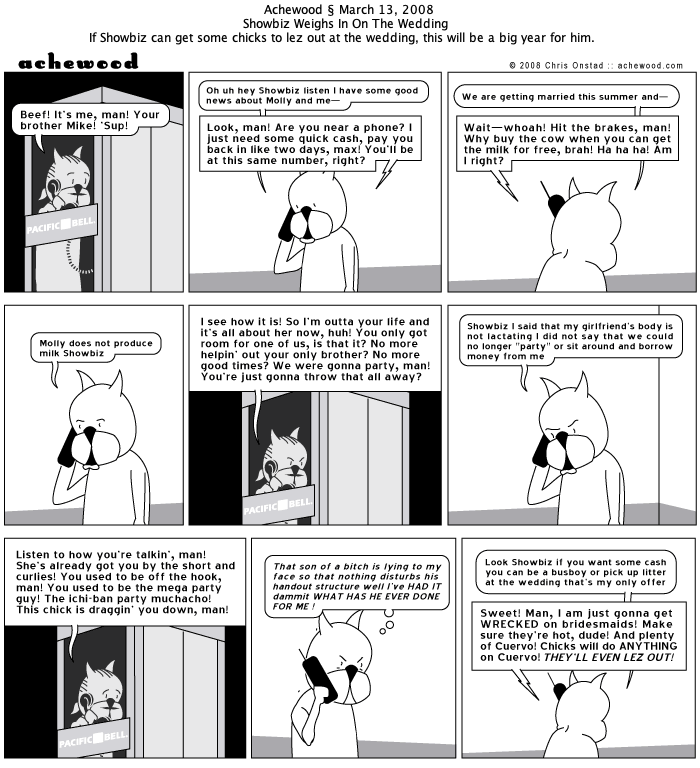 Achewood § March 13, 2008
Showbiz Weighs In On The Wedding
If Showbiz can get some chicks to lez out at the wedding, this will be a big year for him.
achewood
© 2008 Chris Onstad :: achewood.com
Beef! It's me, man! Your
brother Mike! 'Sup!
PACIFIC BELL.
Oh uh hey Showbiz listen I have some good
news about Molly and me—
Look, man! Are you near a phone? I
just need some quick cash, pay you
back in like two days, max! You'll be
at this same number, right?
We are getting married this summer and—
Wait—whoah! Hit the brakes, man!
Why buy the cow when you can get
the milk for free, brah! Ha ha ha! Am
I right?
Molly does not produce
milk Showbiz
I see how it is! So I'm outta your life and
it's all about her now, huh! You only got
room for one of us, is that it? No more
helpin' out your only brother? No more
good times? We were gonna party, man!
You're just gonna throw that all away?
PACIFIC BELL.
Showbiz I said that my girlfriend's body is
not lactating I did not say that we could
no longer "party" or sit around and borrow
money from me
Listen to how you're talkin', man!
She's already got you by the short and
curlies! You used to be off the hook,
man! You used to be the mega party
guy! The ichi-ban party muchacho!
This chick is draggin' you down, man!
PACIFIC BELL.
That son of a bitch is lying to my
face so that nothing disturbs his
handout structure well I've HAD IT
dammit WHAT HAS HE EVER DONE
FOR ME !
Look Showbiz if you want some cash
you can be a busboy or pick up litter
at the wedding that's my only offer
Sweet! Man, I am just gonna get
WRECKED on bridesmaids! Make
sure they're hot, dude! And plenty
of Cuervo! Chicks will do ANYTHING
on Cuervo! THEY'LL EVEN LEZ OUT!